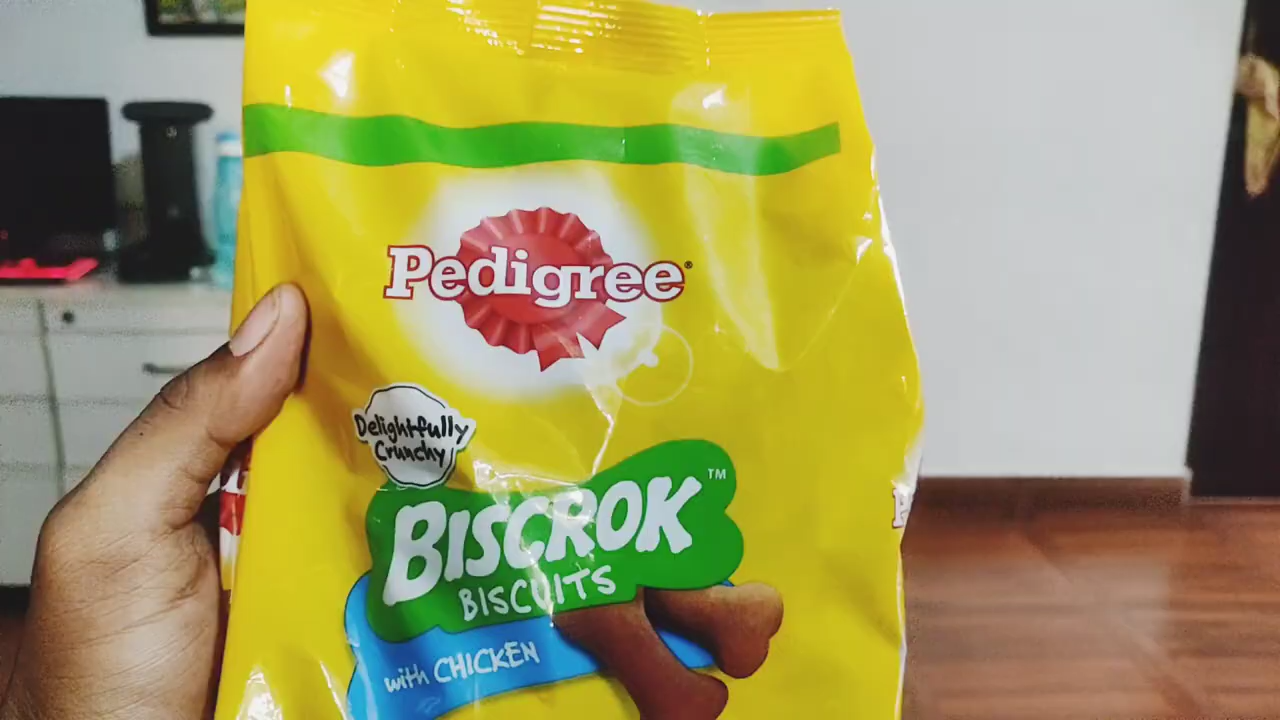 Pedigree®
Delightfully
Crunchy
BISCROK™
BISCUITS
with CHICKEN